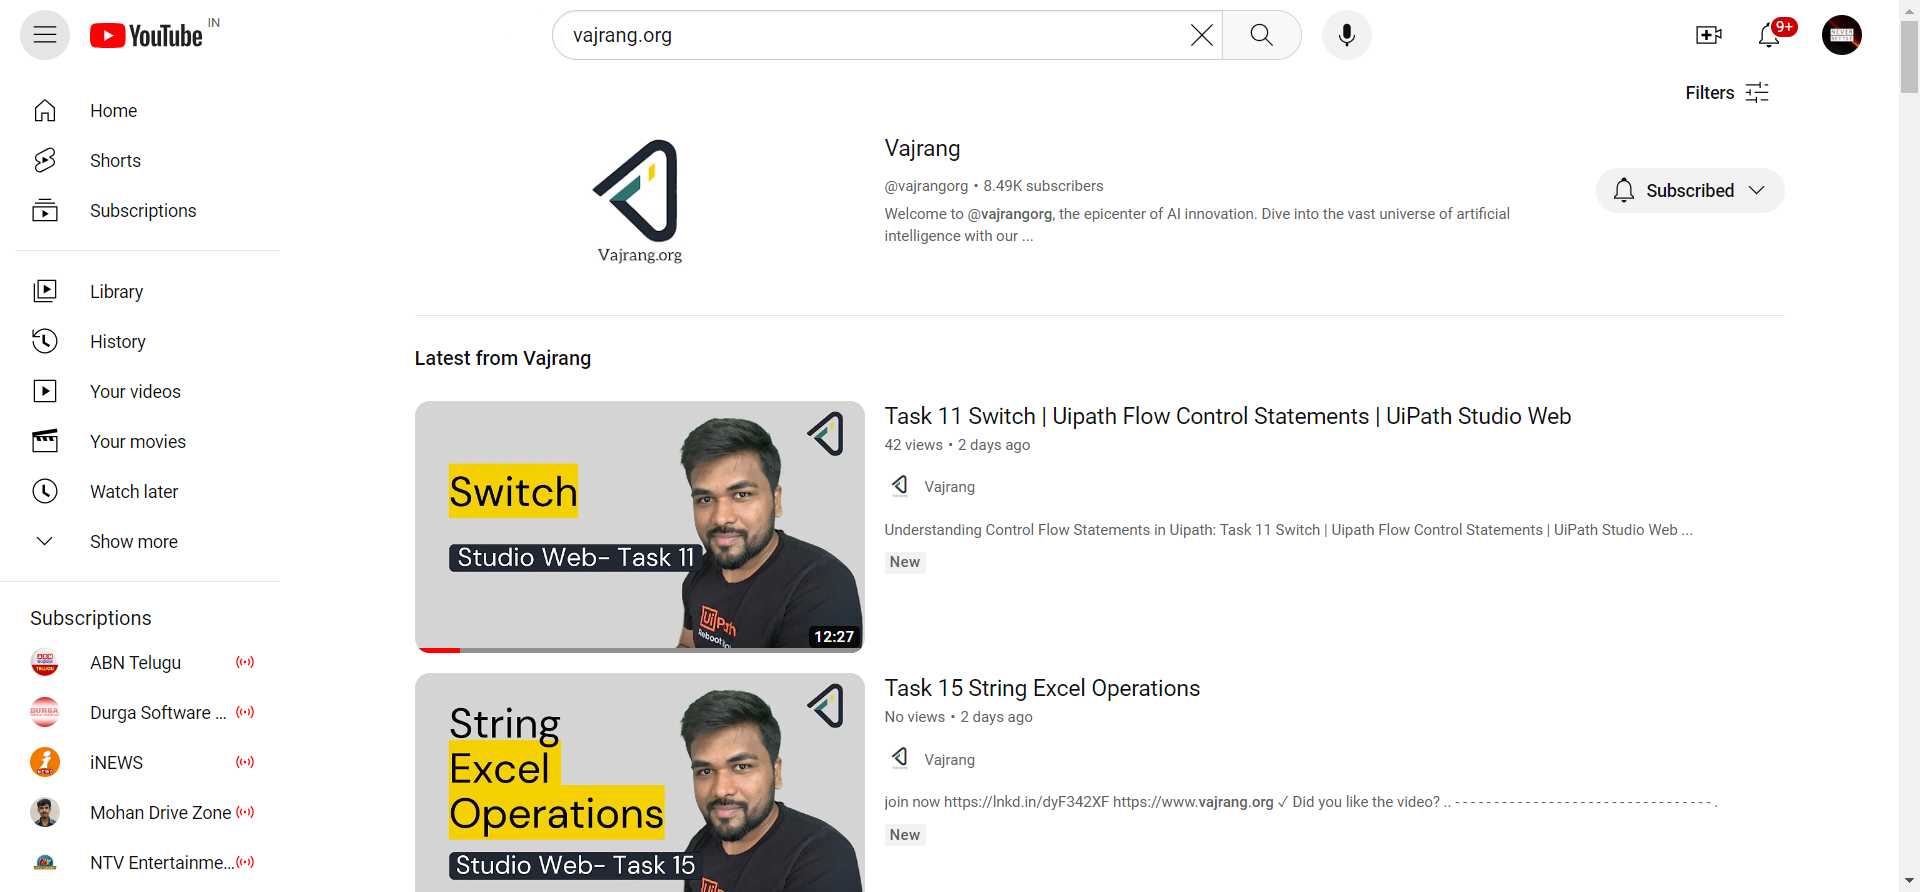 YouTube IN
vajrang.org
9+
Filters
Home
Shorts
Subscriptions
Library
History
Your videos
Your movies
Watch later
Show more
Subscriptions
ABN Telugu
Durga Software ...
iNEWS
Mohan Drive Zone
NTV Entertainme...
Vajrang.org
Vajrang
@vajrangorg • 8.49K subscribers
Welcome to @vajrangorg, the epicenter of AI innovation. Dive into the vast universe of artificial
intelligence with our ...
Subscribed
Latest from Vajrang
Switch
Studio Web- Task 11
UiPath
Reboot
12:27
Task 11 Switch | Uipath Flow Control Statements | UiPath Studio Web
42 views • 2 days ago
Vajrang
Understanding Control Flow Statements in Uipath: Task 11 Switch | Uipath Flow Control Statements | UiPath Studio Web ...
New
String
Excel
Operations
Studio Web- Task 15
UiPath
Task 15 String Excel Operations
No views • 2 days ago
Vajrang
join now https://lnkd.in/dyF342XF https://www.vajrang.org ✓ Did you like the video? .. - - - - - - - - - - - - - - - - - - - - - - - - - - - - - - - .
New